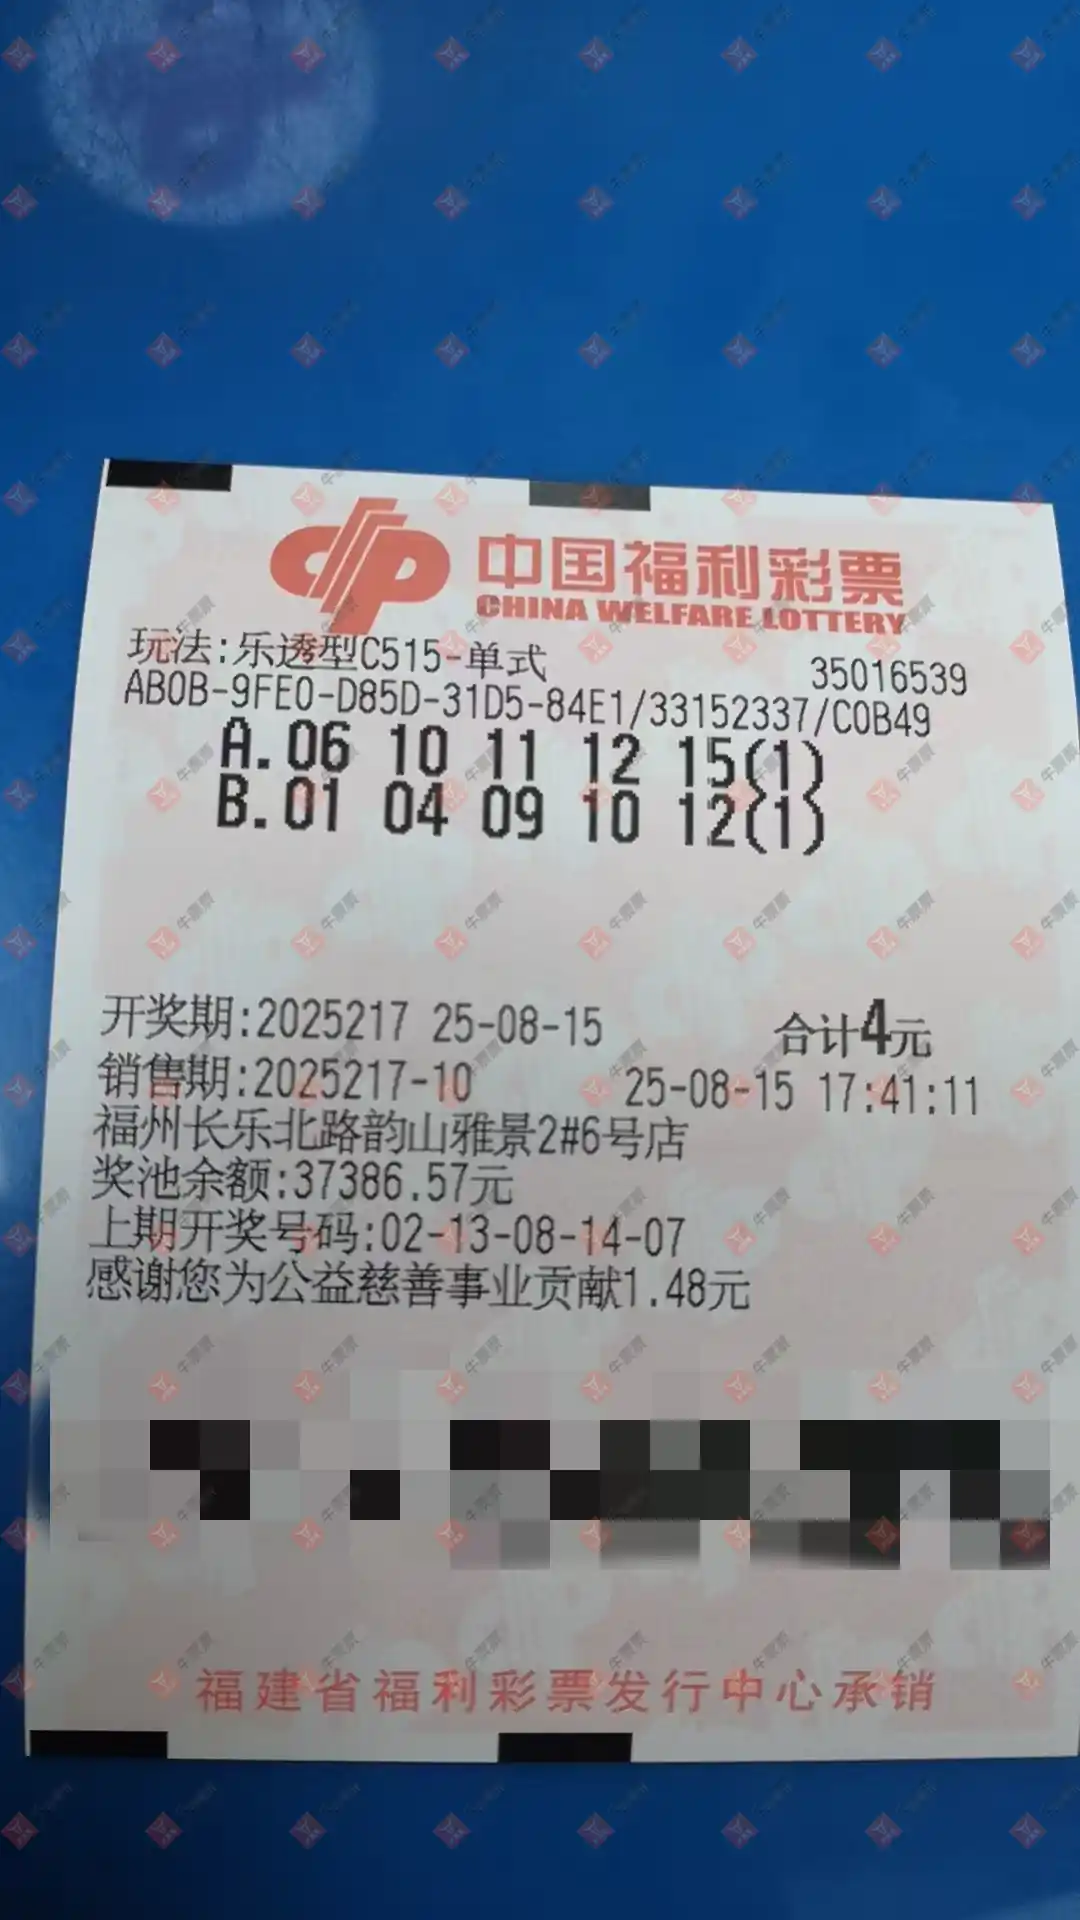 中国福利彩票
CHINA WELFARE LOTTERY
玩法:乐透型C515-单式 35016539
AB0B-9FE0-D85D-31D5-84E1/33152337/C0B49
A.06 10 11 12 15(1)
B.01 04 09 10 12(1)
开奖期:2025217 25-08-15 合计4元
销售期:2025217-10 25-08-15 17:41:11
福州长乐北路韵山雅景2#6号店
奖池余额:37386.57元
上期开奖号码:02-13-08-14-07
感谢您为公益慈善事业贡献1.48元
福建省福利彩票发行中心承销